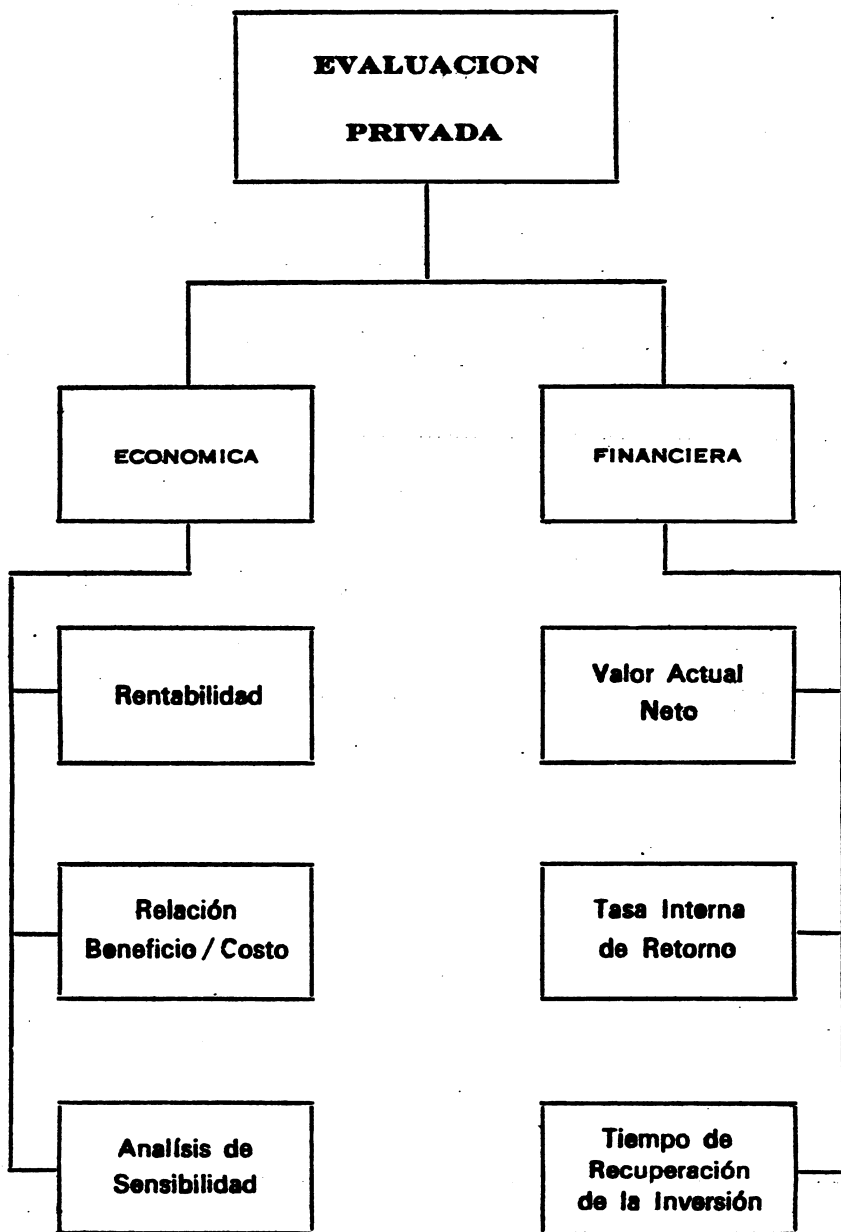 EVALUACION
PRIVADA
ECONOMICA
FINANCIERA
Rentabilidad
Valor Actual
Neto
Relación
Beneficio / Costo
Tasa Interna
de Retorno
Analísis de
Sensibilidad
Tiempo de
Recuperación
de la Inversión